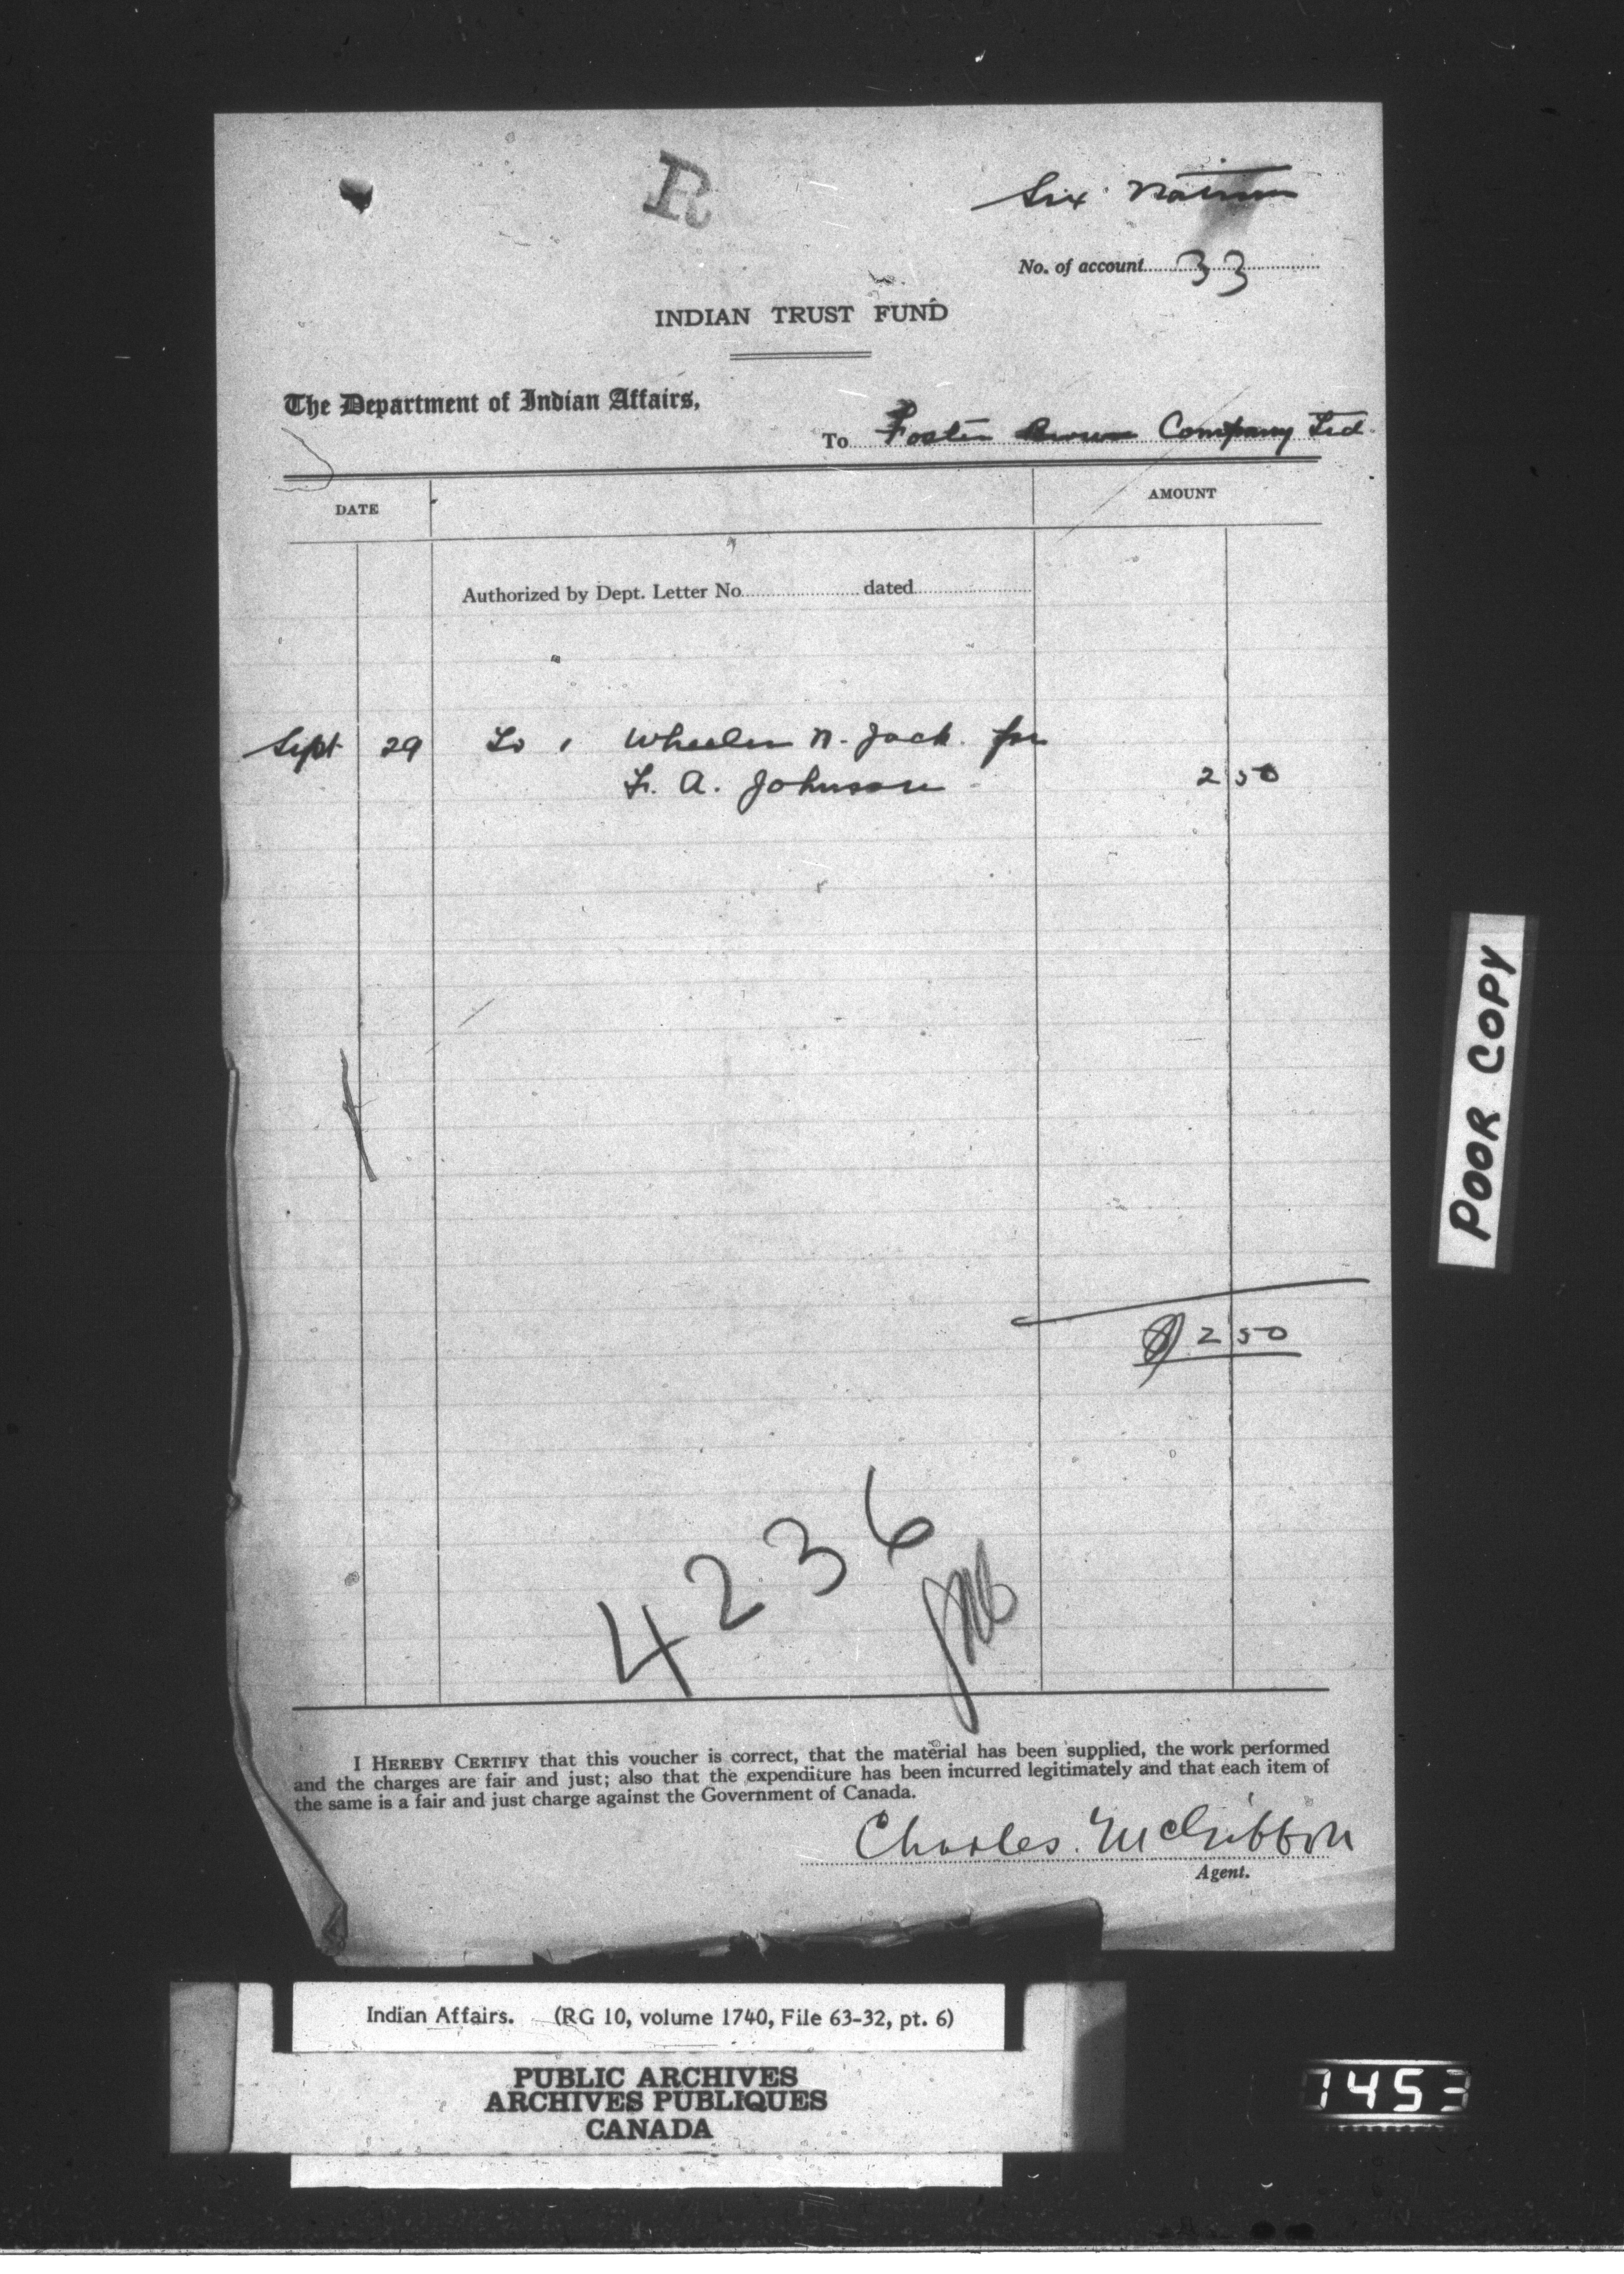 R
Six Nations
No. of account 33
INDIAN TRUST FUND
The Department of Indian Affairs,
To Foster Brown Company Ltd.
DATE
AMOUNT
Authorized by Dept. Letter No. dated
Sept 29 To 1 Wheeler N. Jack for
F. A. Johnson 2 50
$ 2 50
4236
I HEREBY CERTIFY that this voucher is correct, that the material has been supplied, the work performed
and the charges are fair and just; also that the expenditure has been incurred legitimately and that each item of
the same is a fair and just charge against the Government of Canada.
Charles McGibbon
Agent.
POOR COPY
Indian Affairs. (RG 10, volume 1740, File 63-32, pt. 6)
PUBLIC ARCHIVES
ARCHIVES PUBLIQUES
CANADA
1453